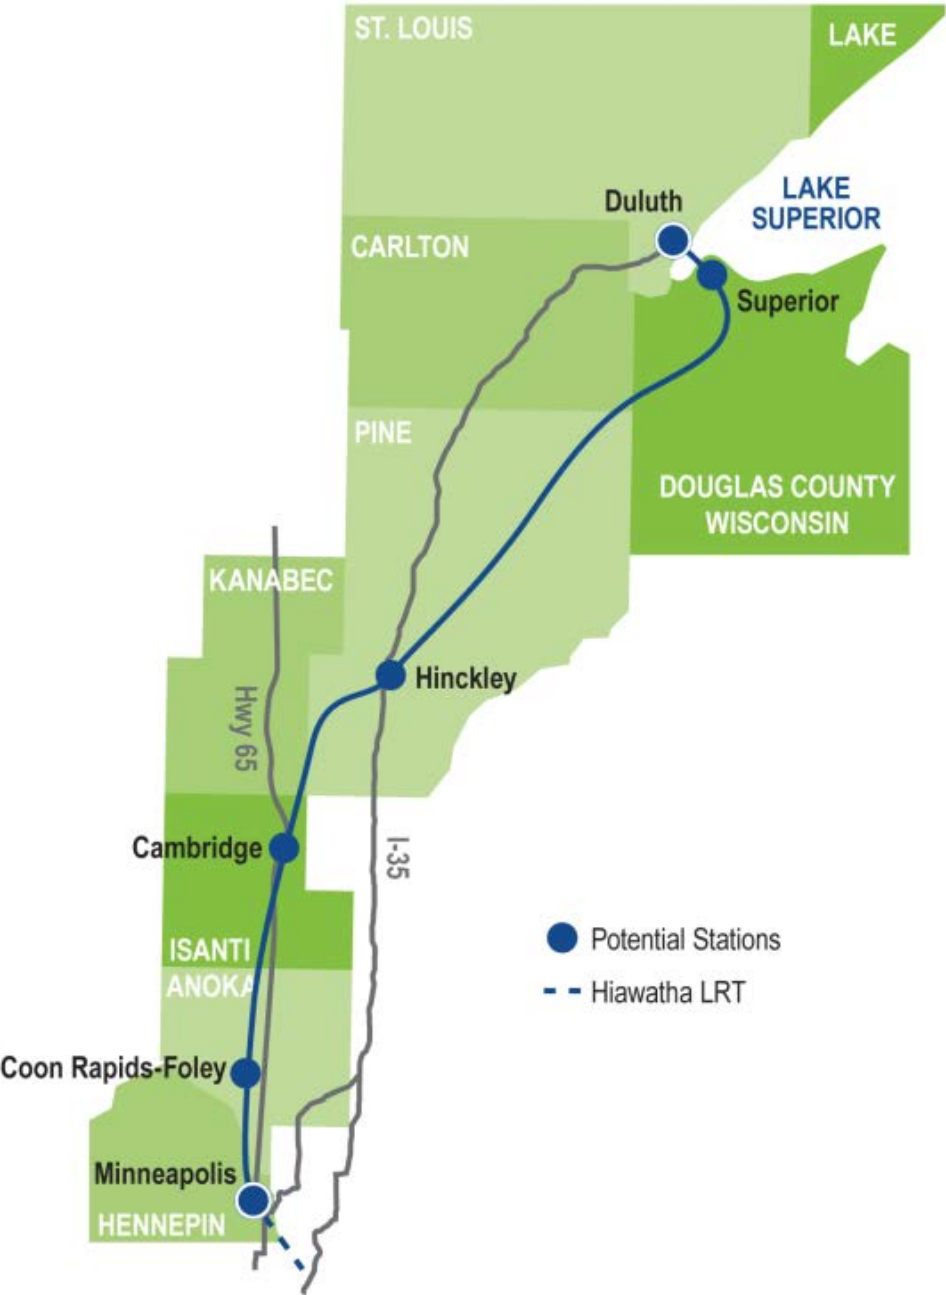 ST. LOUIS
LAKE
LAKE
SUPERIOR
Duluth
CARLTON
Superior
PINE
DOUGLAS COUNTY
WISCONSIN
KANABEC
Hinckley
Hwy 65
Cambridge
I-35
Potential Stations
ISANTI
ANOKA
Hiawatha LRT
Coon Rapids-Foley
Minneapolis
HENNEPIN